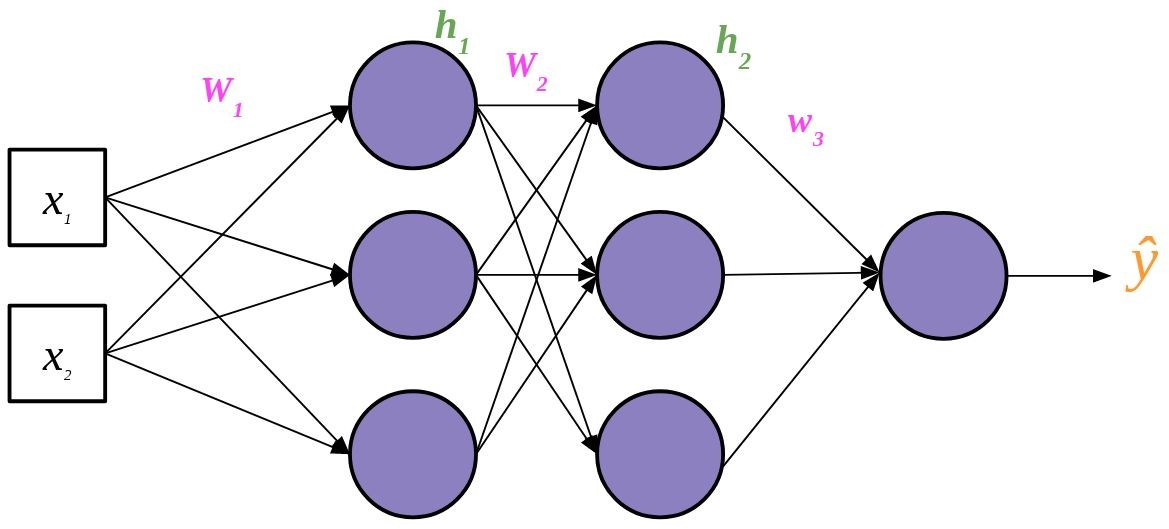 h₁
h₂
W₁
W₂
w₃
x₁
x₂
ŷ